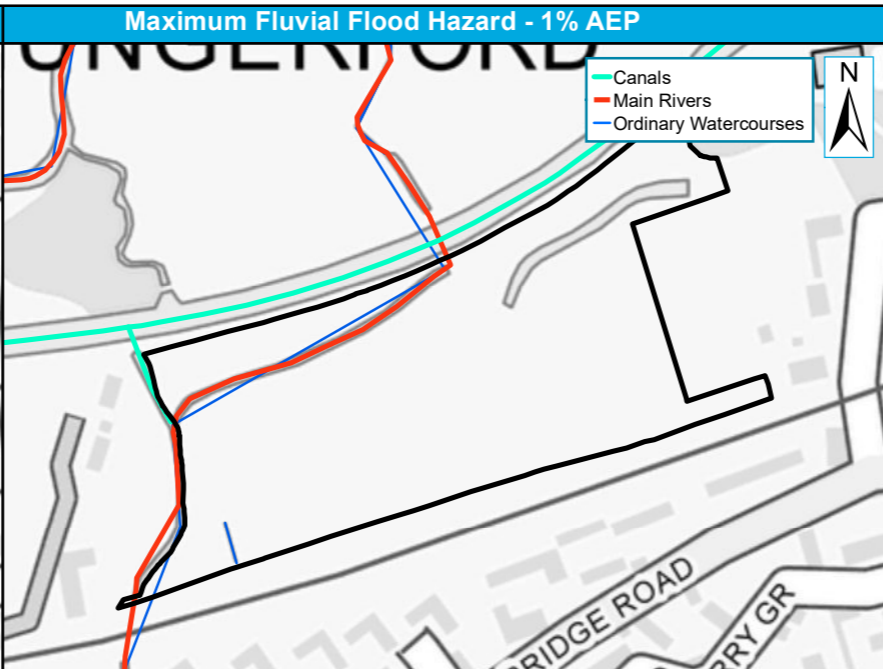 Maximum Fluvial Flood Hazard - 1% AEP
UNGERFORD
Canals
Main Rivers
Ordinary Watercourses
N
BRIDGE ROAD
RRY GR